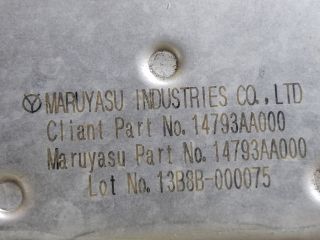 MARUYASU INDUSTRIES CO.,LTD
Cliant Part No. 14793AA000
Maruyasu Part No. 14793AA000
Lot No. 13B8B-000075